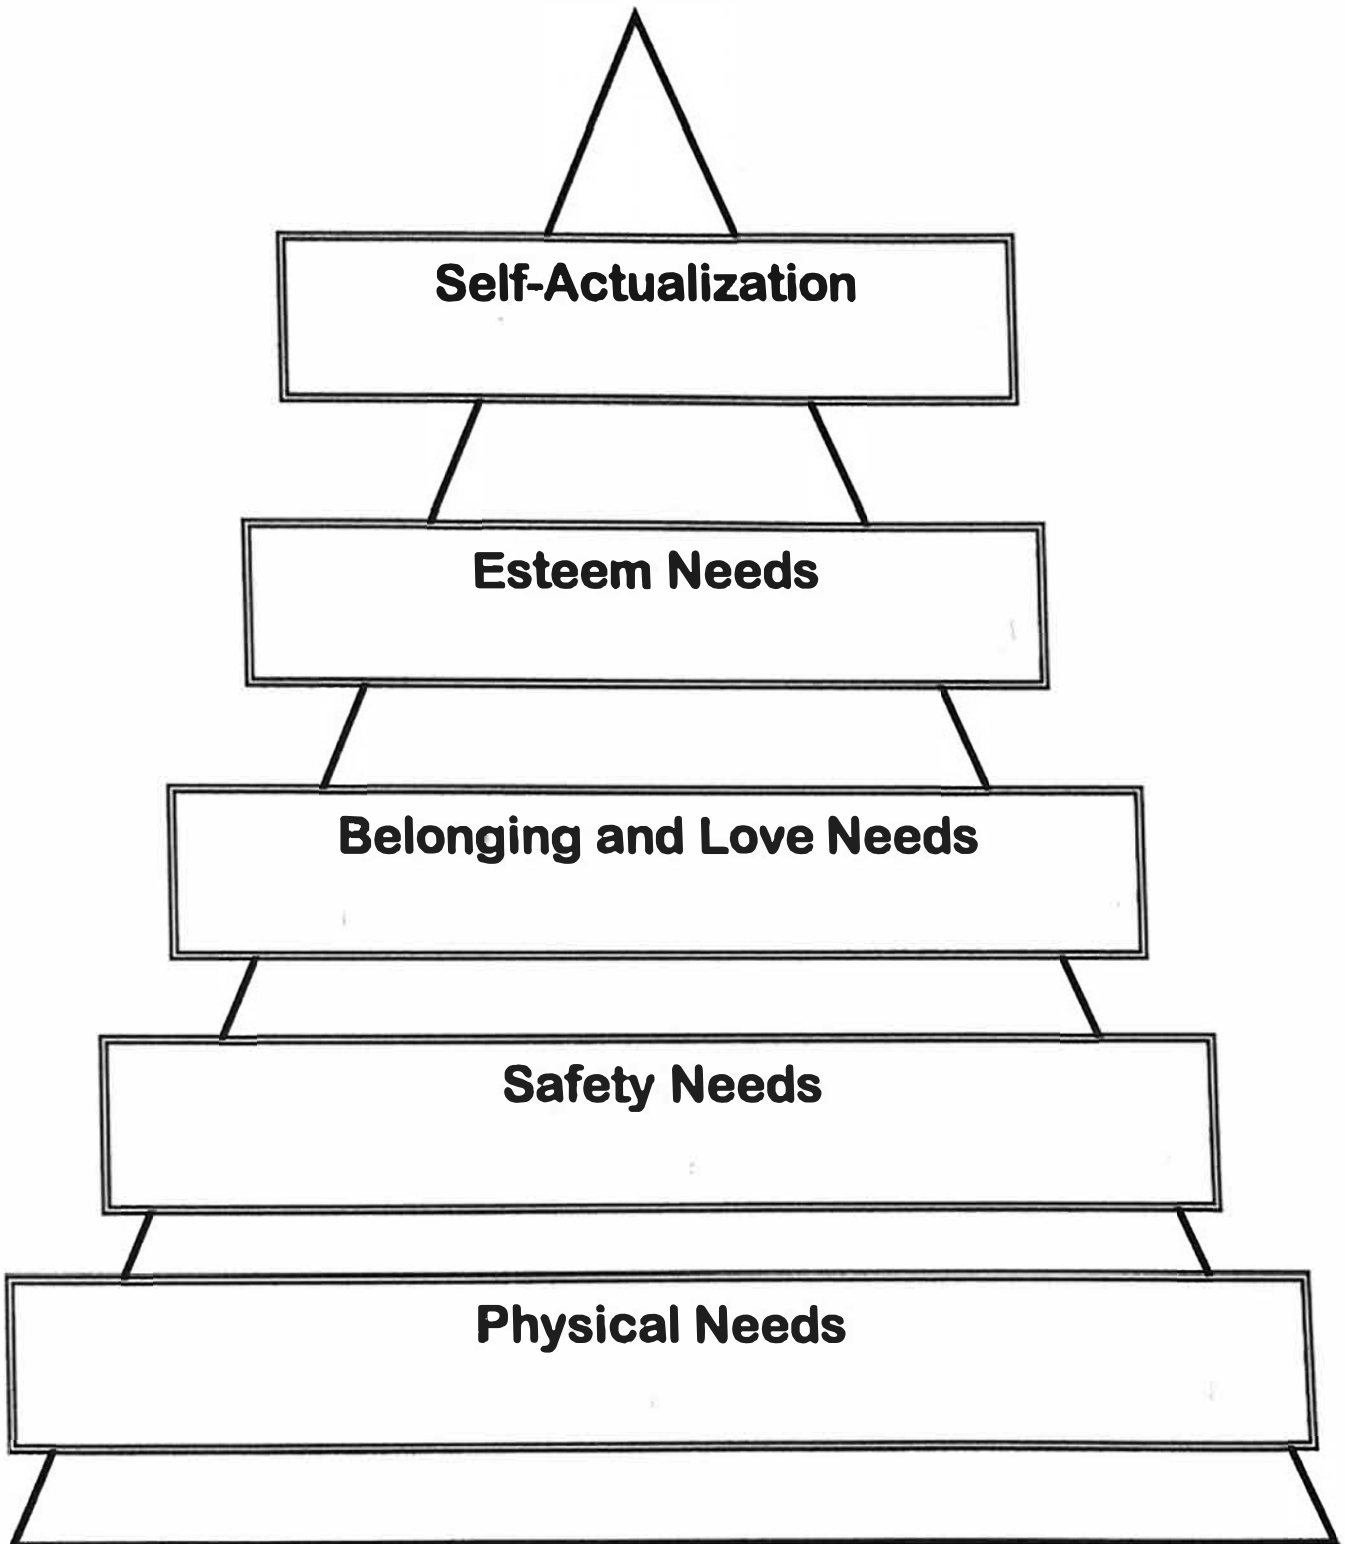 Self-Actualization
Esteem Needs
Belonging and Love Needs
Safety Needs
Physical Needs